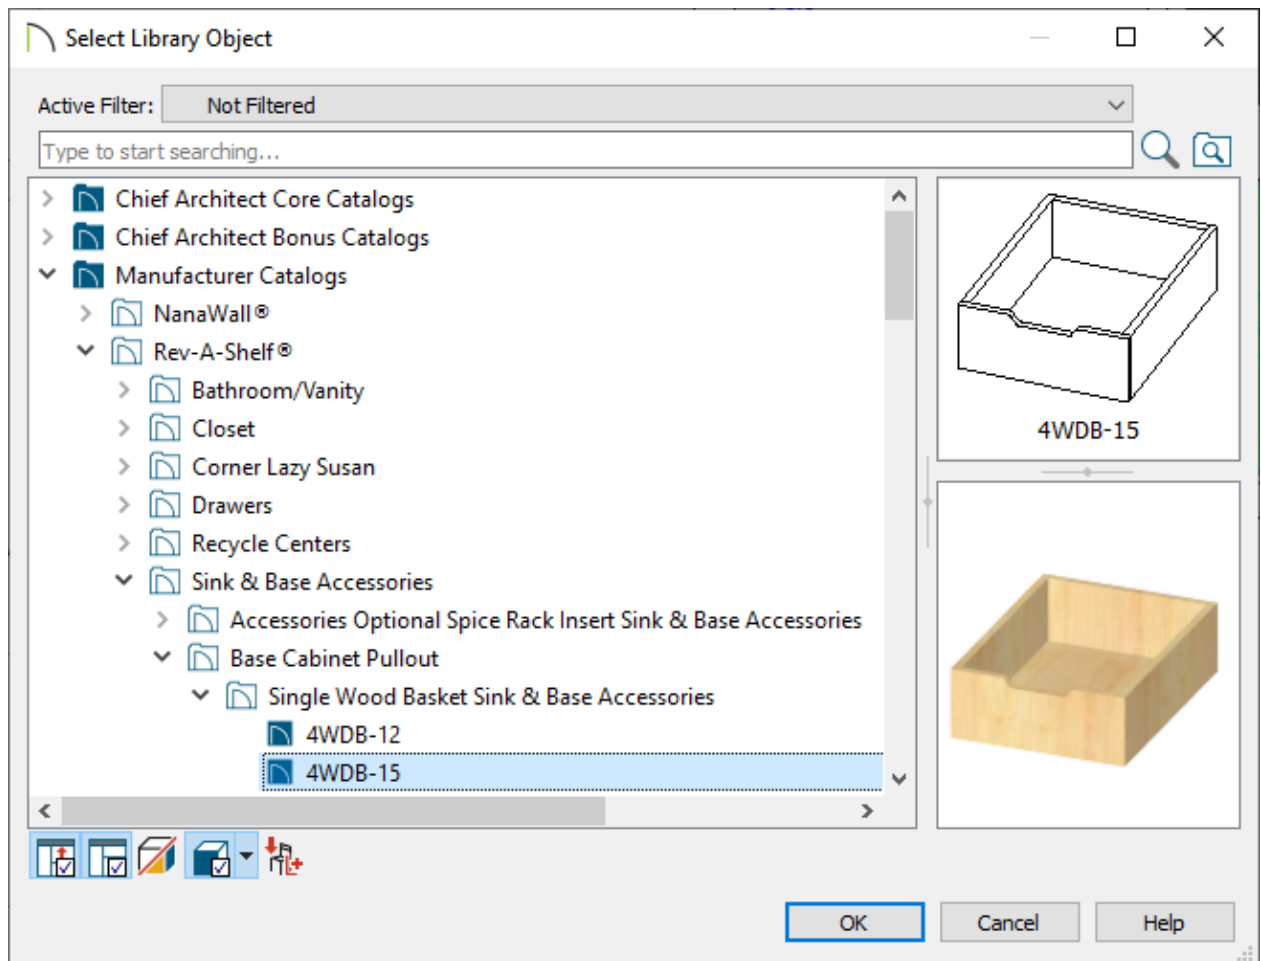 Select Library Object
Active Filter: Not Filtered
Type to start searching...
Chief Architect Core Catalogs
Chief Architect Bonus Catalogs
Manufacturer Catalogs
NanaWall®
Rev-A-Shelf®
Bathroom/Vanity
Closet
Corner Lazy Susan
Drawers
Recycle Centers
Sink & Base Accessories
Accessories Optional Spice Rack Insert Sink & Base Accessories
Base Cabinet Pullout
Single Wood Basket Sink & Base Accessories
4WDB-12
4WDB-15
4WDB-15
OK Cancel Help